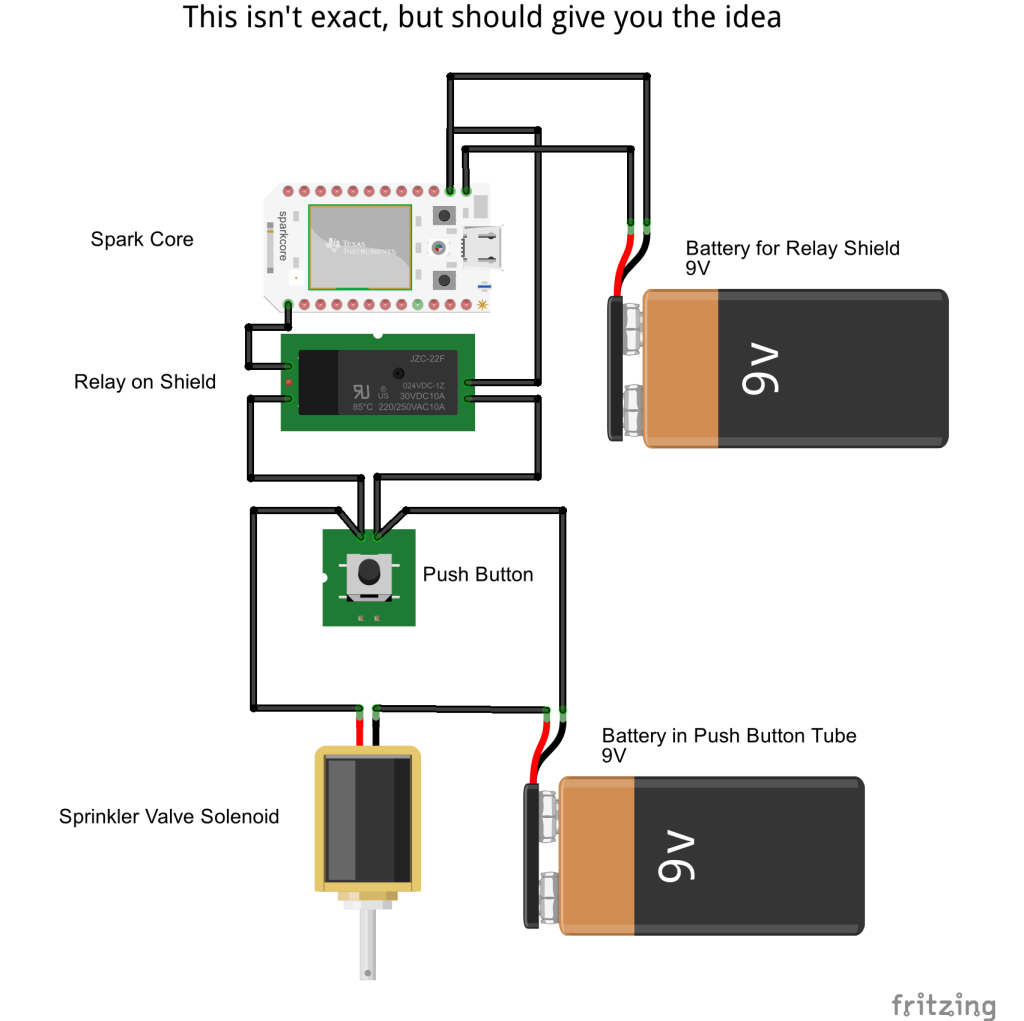 This isn't exact, but should give you the idea
Spark Core
sparkcore
TEXAS
INSTRUMENTS
Battery for Relay Shield
9V
9v
Relay on Shield
JZC-22F
024VDC-1Z
US 30VDC10A
85°C 220/250VAC10A
Push Button
Battery in Push Button Tube
9V
9v
Sprinkler Valve Solenoid
fritzing